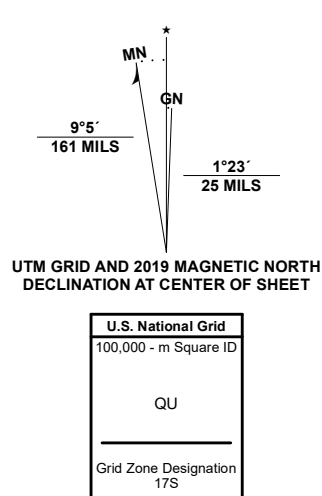 ★
MN
GN
9°5´
161 MILS
1°23´
25 MILS
UTM GRID AND 2019 MAGNETIC NORTH
DECLINATION AT CENTER OF SHEET
U.S. National Grid
100,000 - m Square ID
QU
Grid Zone Designation
17S